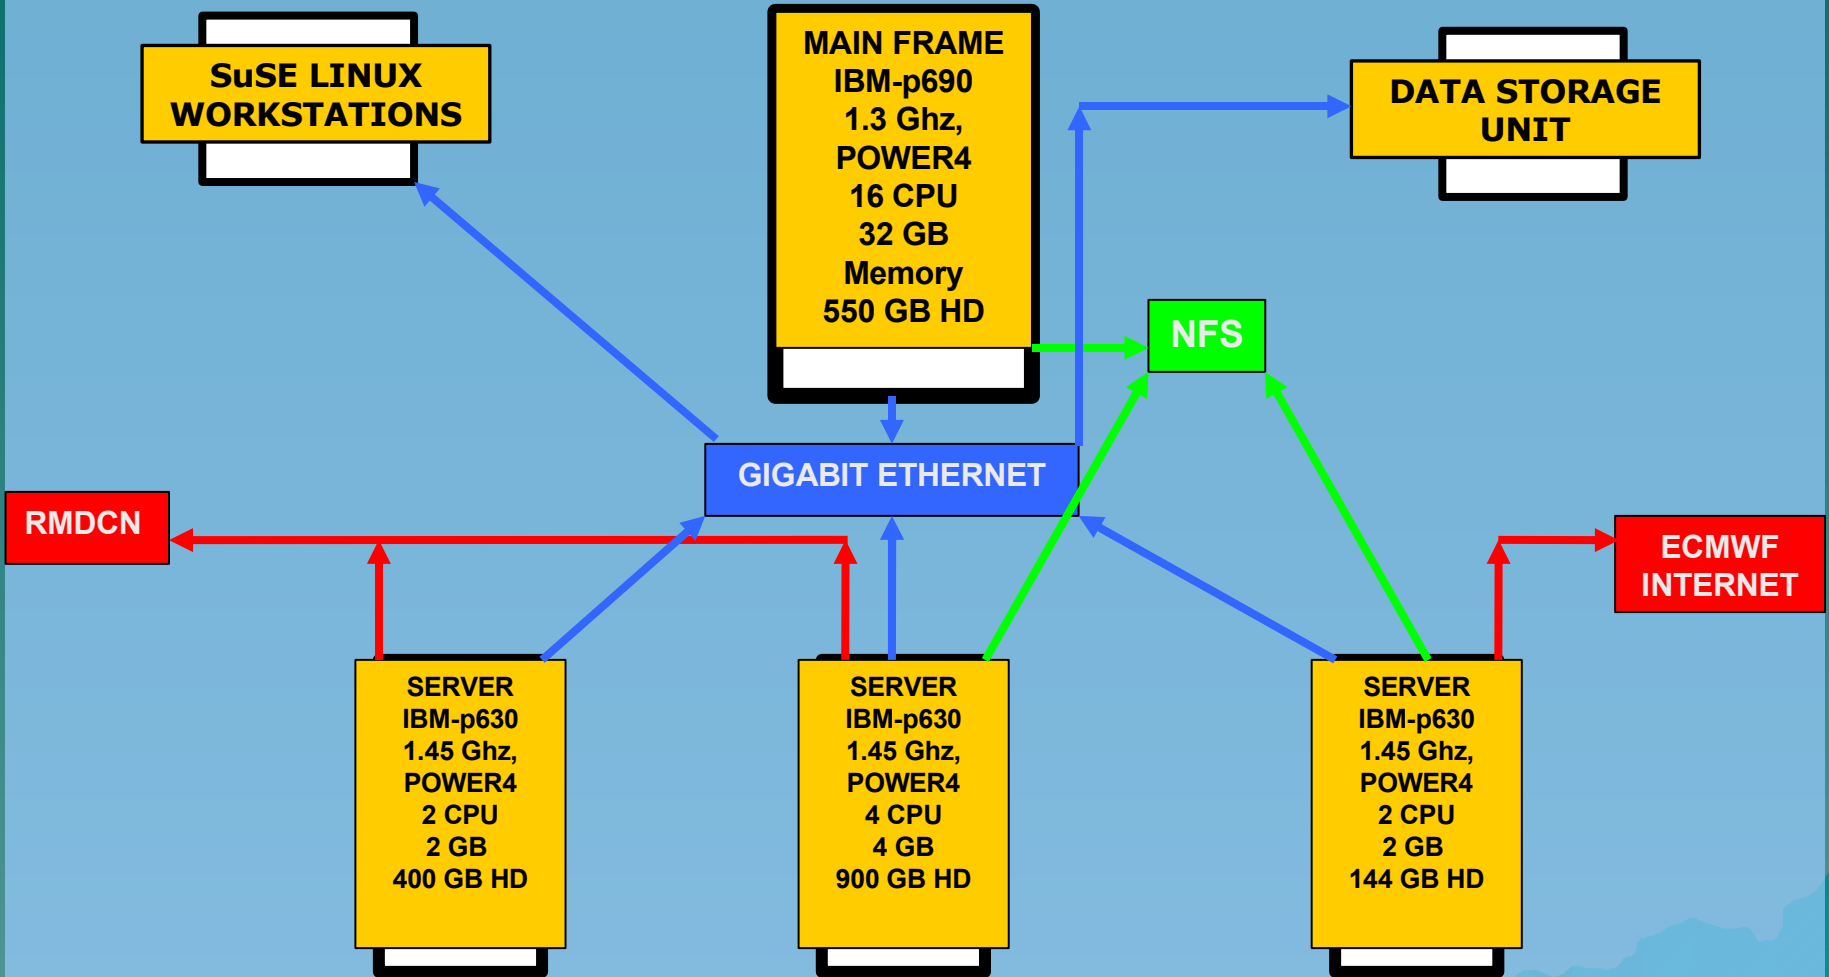 SuSE LINUX
WORKSTATIONS
MAIN FRAME
IBM-p690
1.3 Ghz,
POWER4
16 CPU
32 GB
Memory
550 GB HD
DATA STORAGE
UNIT
NFS
GIGABIT ETHERNET
RMDCN
ECMWF
INTERNET
SERVER
IBM-p630
1.45 Ghz,
POWER4
2 CPU
2 GB
400 GB HD
SERVER
IBM-p630
1.45 Ghz,
POWER4
4 CPU
4 GB
900 GB HD
SERVER
IBM-p630
1.45 Ghz,
POWER4
2 CPU
2 GB
144 GB HD